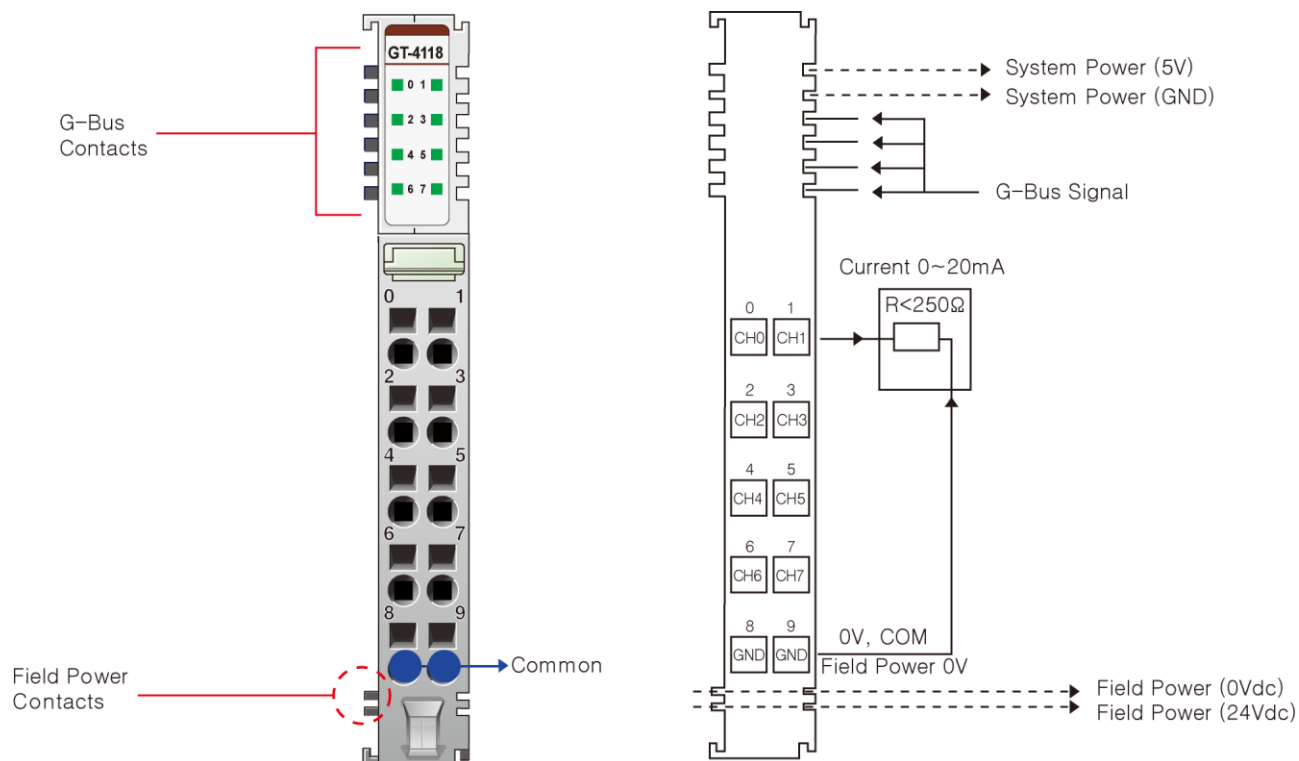 GT-4118
0 1
2 3
4 5
6 7
G-Bus
Contacts
0 1
2 3
4 5
6 7
8 9
Common
Field Power
Contacts
System Power (5V)
System Power (GND)
G-Bus Signal
Current 0~20mA
R<250Ω
0 1
CH0 CH1
2 3
CH2 CH3
4 5
CH4 CH5
6 7
CH6 CH7
8 9
GND GND
0V, COM
Field Power 0V
Field Power (0Vdc)
Field Power (24Vdc)